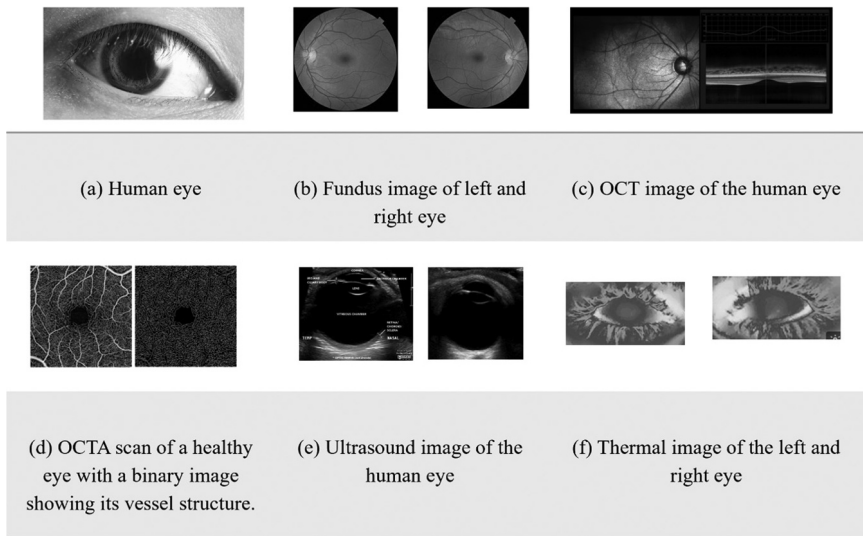 (a) Human eye
(b) Fundus image of left and
right eye
(c) OCT image of the human eye
LENS
VITREOUS CHAMBER
TEMP
NASAL
(d) OCTA scan of a healthy
eye with a binary image
showing its vessel structure.
(e) Ultrasound image of the
human eye
(f) Thermal image of the left and
right eye